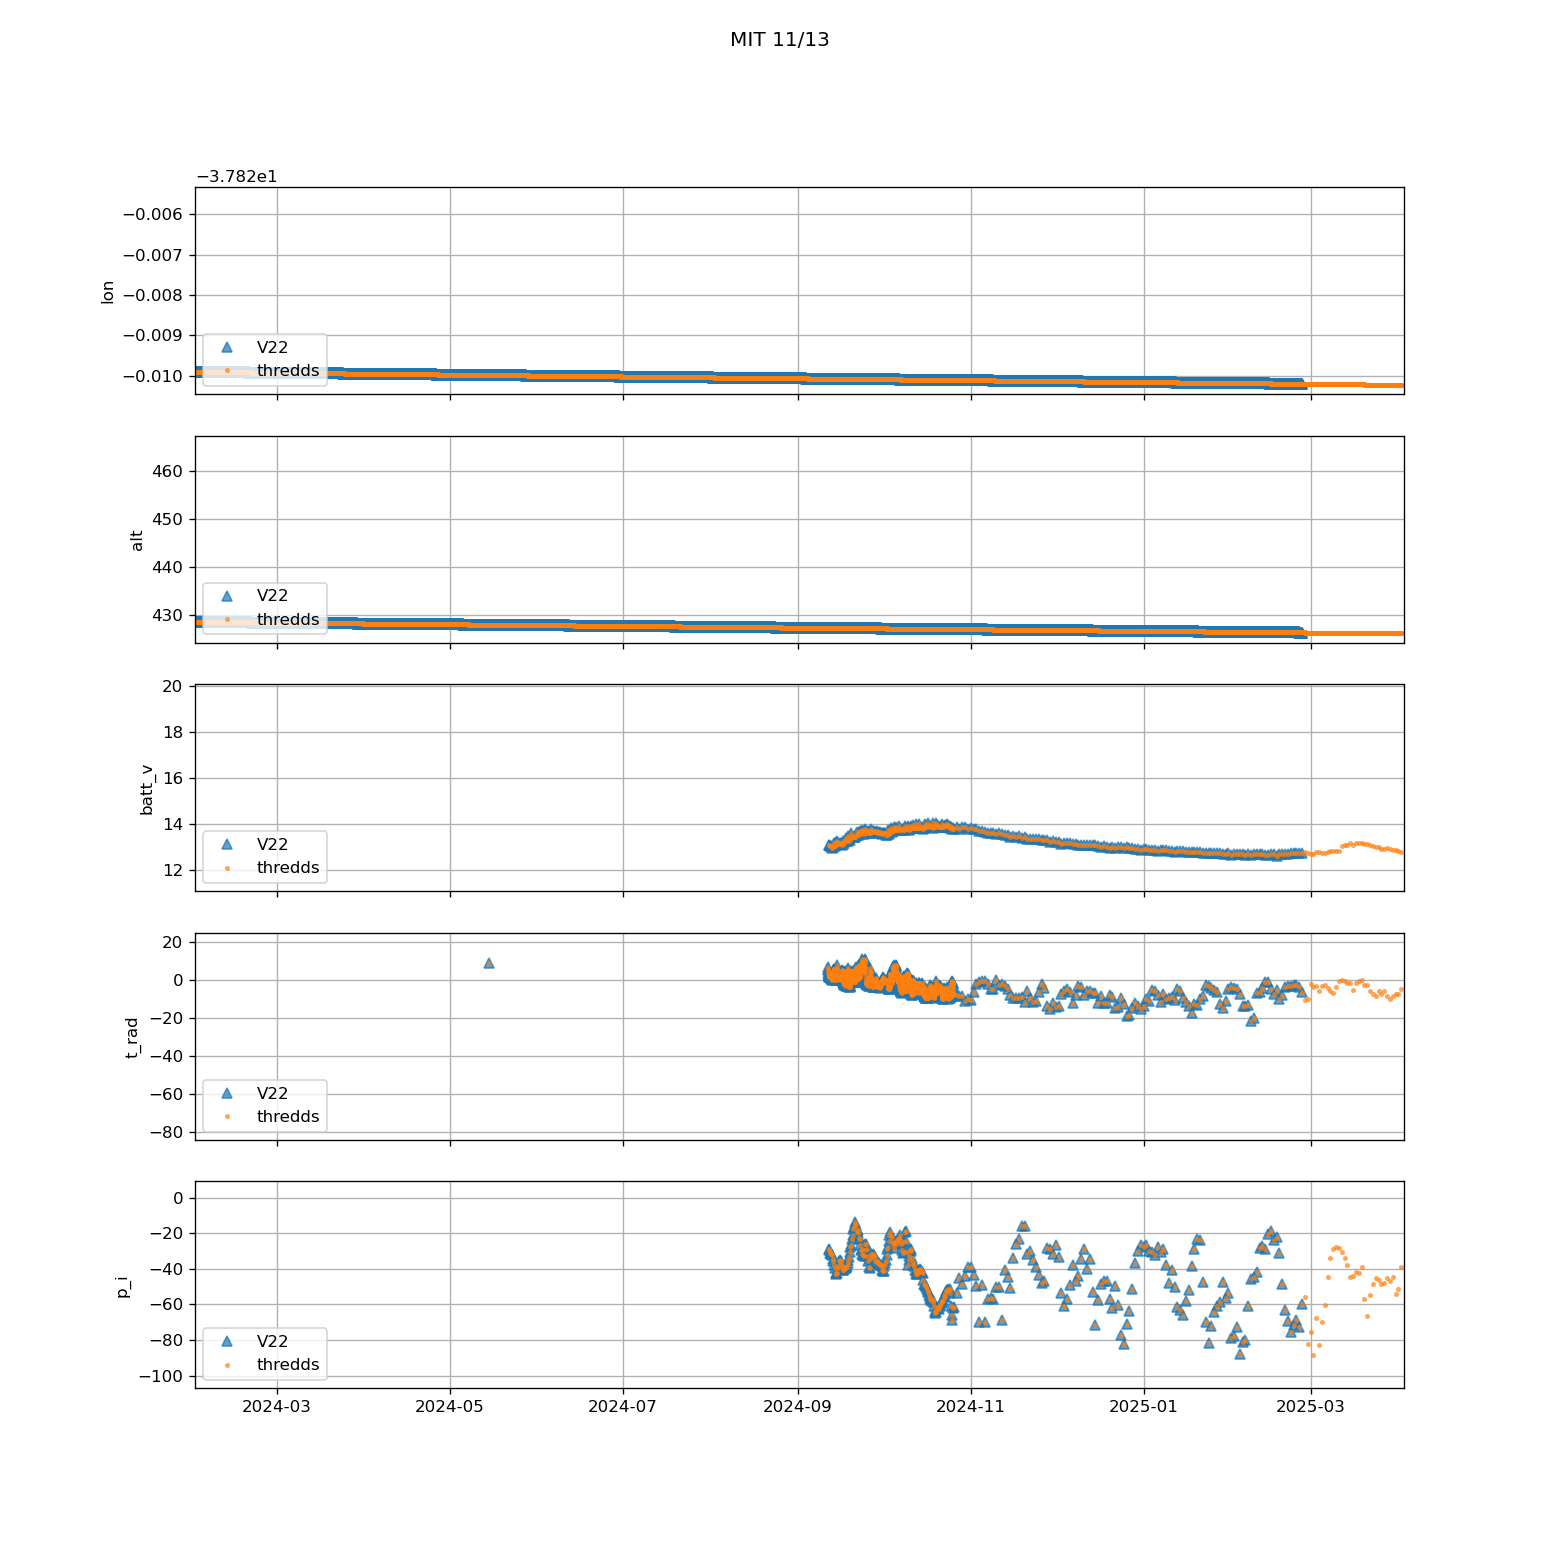 MIT 11/13
−3.782e1
−0.006
−0.007
−0.008
−0.009
−0.010
lon
V22
thredds
460
450
440
430
alt
V22
thredds
20
18
16
14
12
batt_v
V22
thredds
20
0
−20
−40
−60
−80
t_rad
V22
thredds
0
−20
−40
−60
−80
−100
p_i
V22
thredds
2024-03
2024-05
2024-07
2024-09
2024-11
2025-01
2025-03